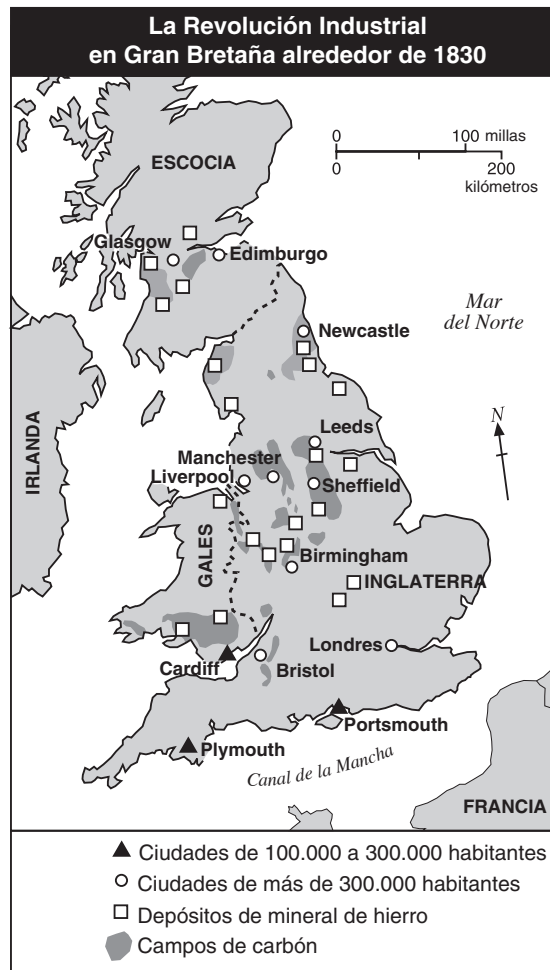 La Revolución Industrial
en Gran Bretaña alrededor de 1830
0 100 millas
0 200
kilómetros
ESCOCIA
Glasgow
Edimburgo
Mar
del Norte
Newcastle
N
IRLANDA
Leeds
Manchester
Liverpool
Sheffield
GALES
Birmingham
INGLATERRA
Londres
Cardiff
Bristol
Portsmouth
Plymouth
Canal de la Mancha
FRANCIA
Ciudades de 100.000 a 300.000 habitantes
Ciudades de más de 300.000 habitantes
Depósitos de mineral de hierro
Campos de carbón